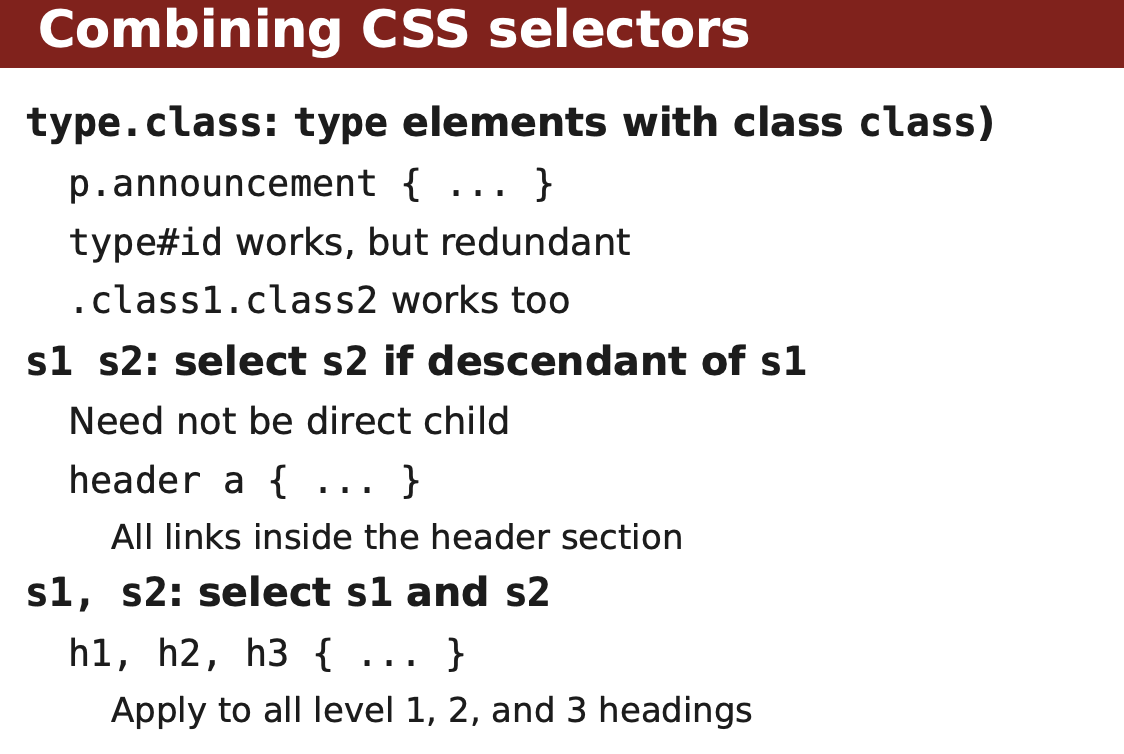 Combining CSS selectors
type.class: type elements with class class)
p.announcement { ... }
type#id works, but redundant
.class1.class2 works too
s1 s2: select s2 if descendant of s1
Need not be direct child
header a { ... }
All links inside the header section
s1, s2: select s1 and s2
h1, h2, h3 { ... }
Apply to all level 1, 2, and 3 headings